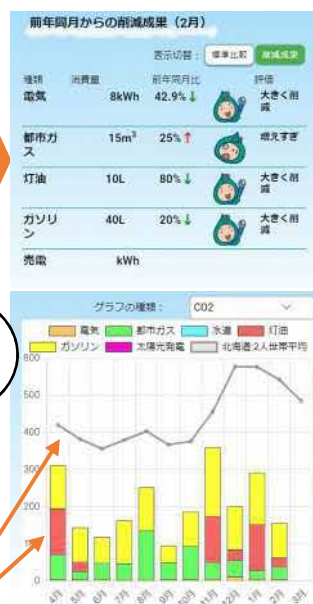 前年同月からの削減成果（2月）
表示切替： 標準比較 削減成果
種類 消費量 前年同月比 評価
電気 8kWh 42.9%↓ 大きく削減
都市ガス 15m³ 25%↑ 増えすぎ
灯油 10L 80%↓ 大きく削減
ガソリン 40L 20%↓ 大きく削減
売電 kWh
グラフの種類： CO2
電気 都市ガス 水道 灯油
ガソリン 太陽光発電 北海道:2人世帯平均
600
500
400
300
200
100
0
4月 5月 6月 7月 8月 9月 10月 11月 12月 1月 2月 3月